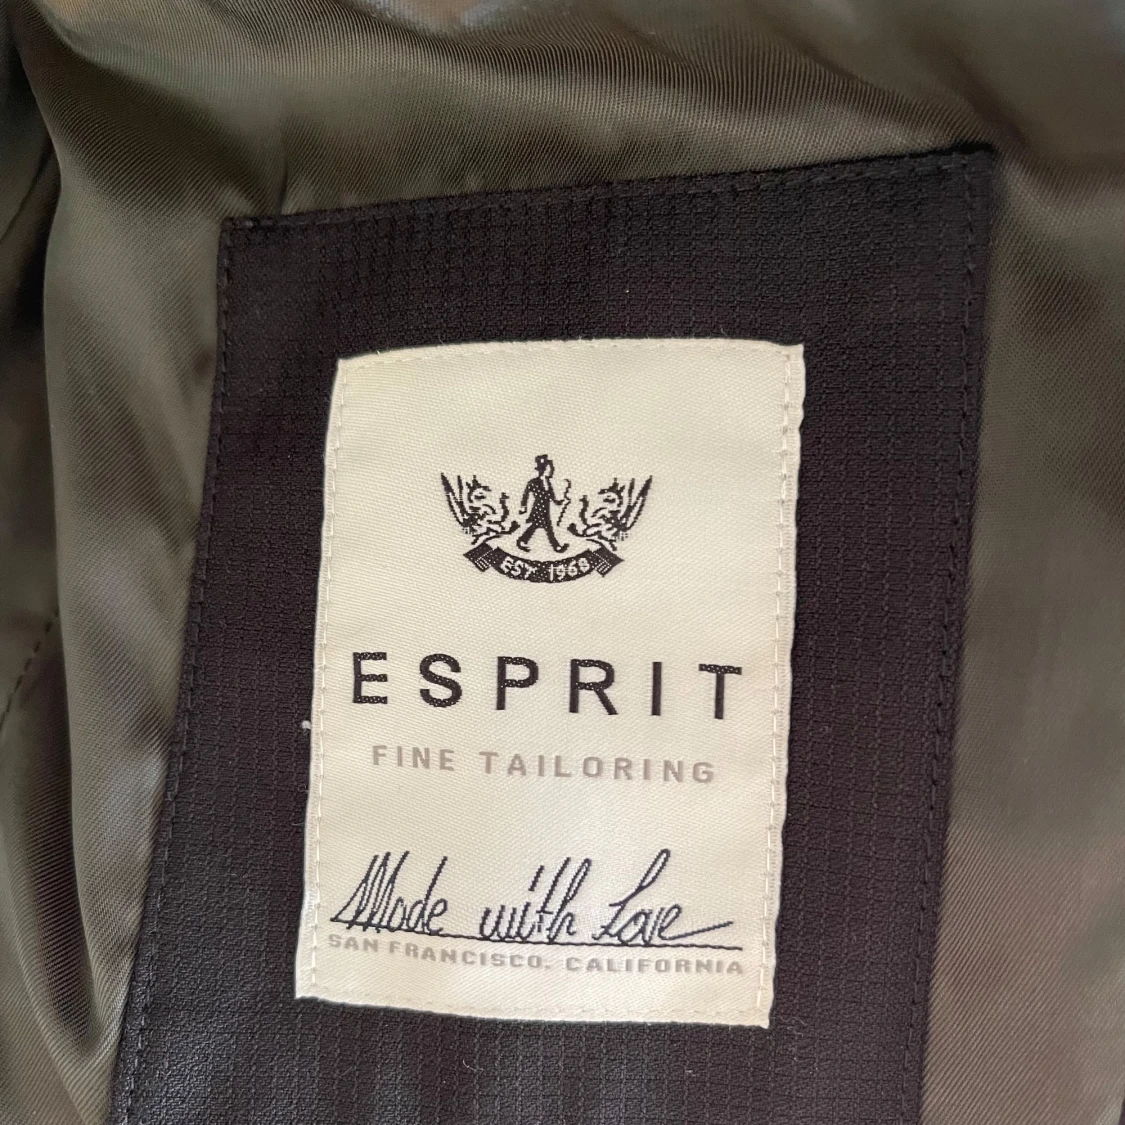 EST 1968
ESPRIT
FINE TAILORING
Made with Love
SAN FRANCISCO, CALIFORNIA